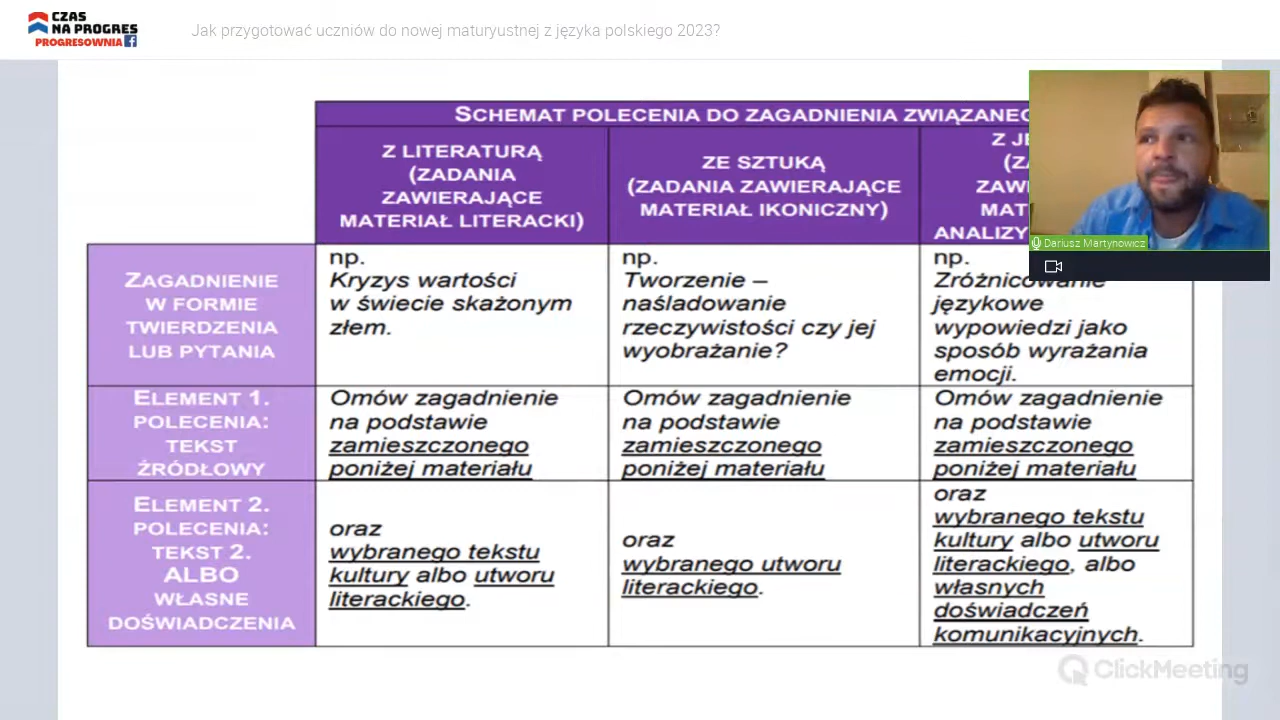 CZAS
NA PROGRES
PROGRESOWNIA f
Jak przygotować uczniów do nowej maturyustnej z języka polskiego 2023?
SCHEMAT POLECENIA DO ZAGADNIENIA
Z LITERATURĄ
(ZADANIA
ZAWIERAJĄCE
MATERIAŁ LITERACKI)
ZE SZTUKĄ
(ZADANIA ZAWIERAJĄCE
MATERIAŁ IKONICZNY)
Z
Dariusz Martynowicz
ZAGADNIENIE
W FORMIE
TWIERDZENIA
LUB PYTANIA
np.
Kryzys wartości
w świecie skażonym
złem.
np.
Tworzenie –
naśladowanie
rzeczywistości czy jej
wyobrażanie?
np.
Zróżnicowanie
językowe
wypowiedzi jako
sposób wyrażania
emocji.
ELEMENT 1.
POLECENIA:
TEKST
ŹRÓDŁOWY
Omów zagadnienie
na podstawie
zamieszczonego
poniżej materiału
Omów zagadnienie
na podstawie
zamieszczonego
poniżej materiału
Omów zagadnienie
na podstawie
zamieszczonego
poniżej materiału
ELEMENT 2.
POLECENIA:
TEKST 2.
ALBO
WŁASNE
DOŚWIADCZENIA
oraz
wybranego tekstu
kultury albo utworu
literackiego.
oraz
wybranego utworu
literackiego.
oraz
wybranego tekstu
kultury albo utworu
literackiego, albo
własnych
doświadczeń
komunikacyjnych.
ClickMeeting